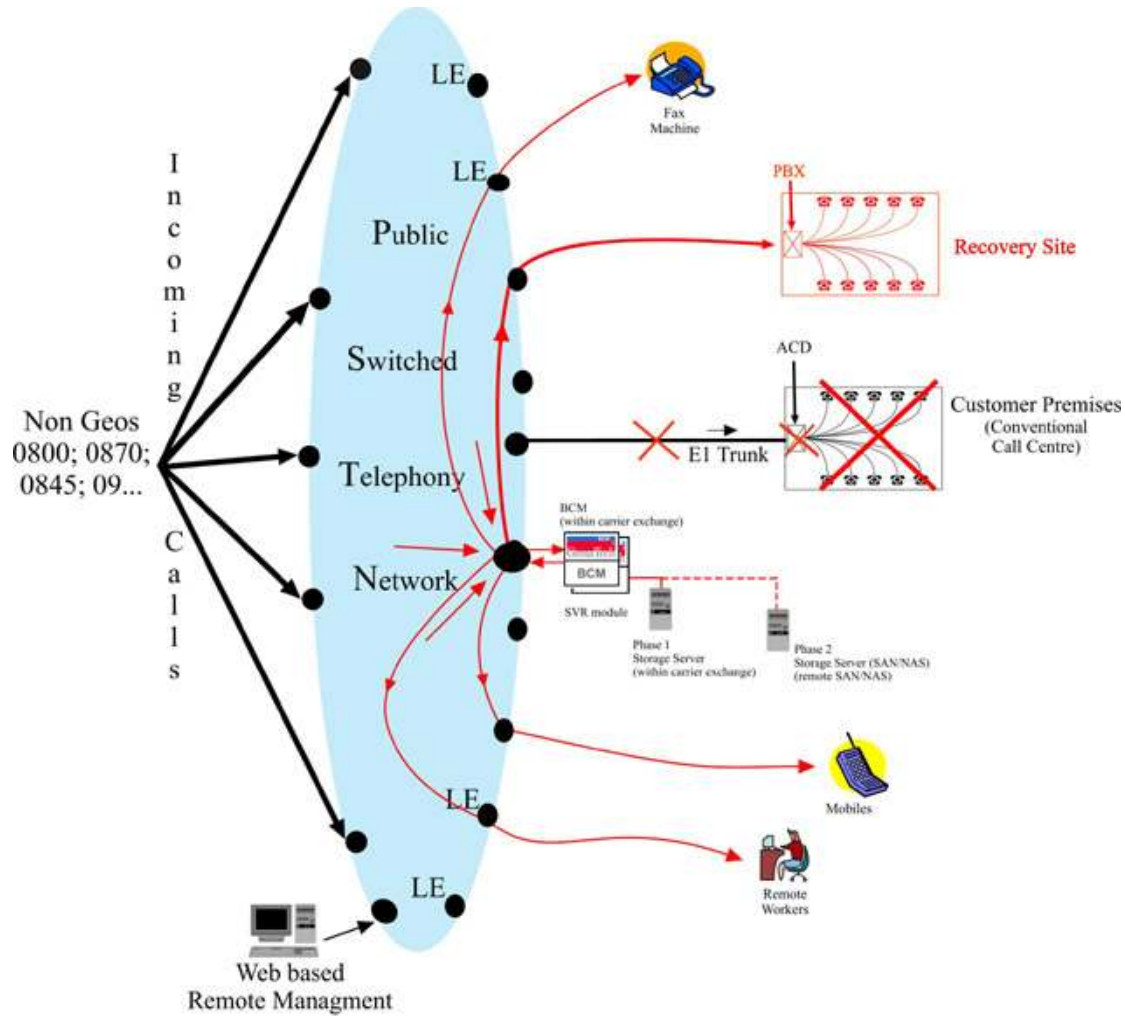 LE
Fax
Machine
LE
PBX
Recovery Site
Incoming
Public
Switched
ACD
Customer Premises
(Conventional
Call Centre)
E1 Trunk
Non Geos
0800; 0870;
0845; 09...
Telephony
BCM
(within carrier exchange)
BCM
SVR module
Network
Calls
Phase 1
Storage Server
(within carrier exchange)
Phase 2
Storage Server (SAN/NAS)
(remote SAN/NAS)
Mobiles
LE
Remote
Workers
LE
Web based
Remote Managment